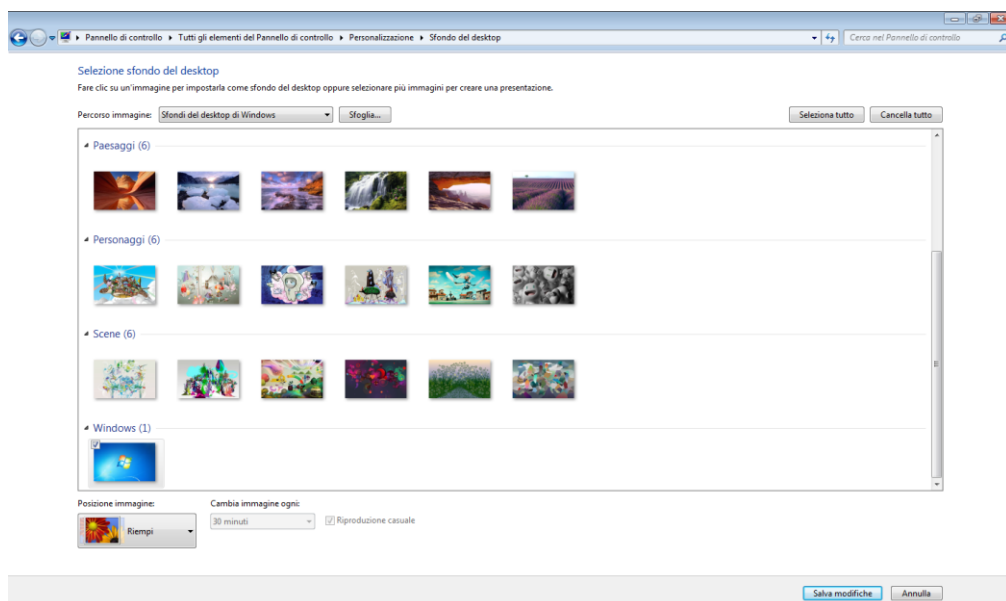 Pannello di controllo Tutti gli elementi del Pannello di controllo Personalizzazione Sfondo del desktop Cerca nel Pannello di controllo
Selezione sfondo del desktop
Fare clic su un'immagine per impostarla come sfondo del desktop oppure selezionare più immagini per creare una presentazione.
Percorso immagine: Sfondi del desktop di Windows Sfoglia... Seleziona tutto Cancella tutto
Paesaggi (6)
Personaggi (6)
Scene (6)
Windows (1)
Posizione immagine: Cambia immagine ogni:
Riempi 30 minuti Riproduzione casuale
Salva modifiche Annulla